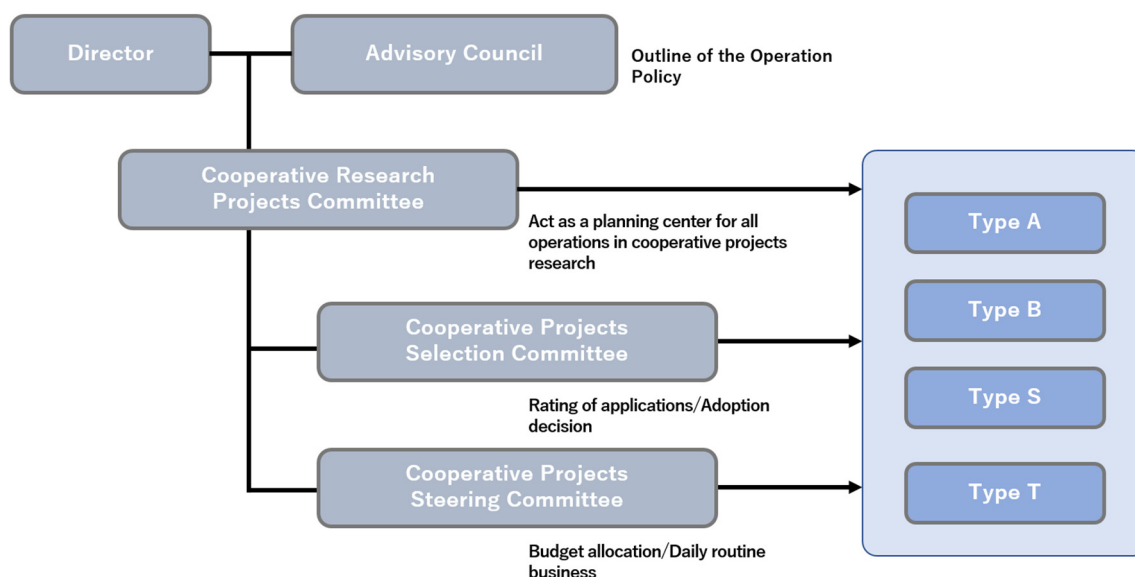 Director
Advisory Council
Outline of the Operation
Policy
Cooperative Research
Projects Committee
Act as a planning center for all
operations in cooperative projects
research
Cooperative Projects
Selection Committee
Rating of applications/Adoption
decision
Cooperative Projects
Steering Committee
Budget allocation/Daily routine
business
Type A
Type B
Type S
Type T